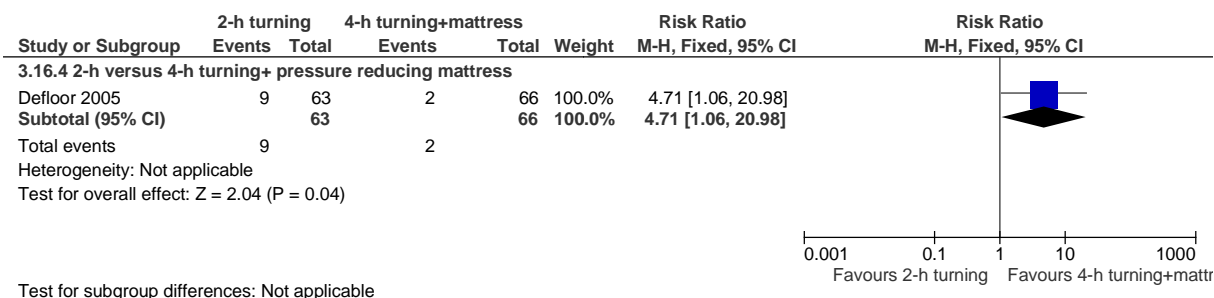 2-h turning 4-h turning+mattress Risk Ratio Risk Ratio
Study or Subgroup Events Total Events Total Weight M-H, Fixed, 95% CI M-H, Fixed, 95% CI
3.16.4 2-h versus 4-h turning+ pressure reducing mattress
Defloor 2005 9 63 2 66 100.0% 4.71 [1.06, 20.98]
Subtotal (95% CI) 63 66 100.0% 4.71 [1.06, 20.98]
Total events 9 2
Heterogeneity: Not applicable
Test for overall effect: Z = 2.04 (P = 0.04)
0.001 0.1 1 10 1000
Favours 2-h turning Favours 4-h turning+mattr
Test for subgroup differences: Not applicable